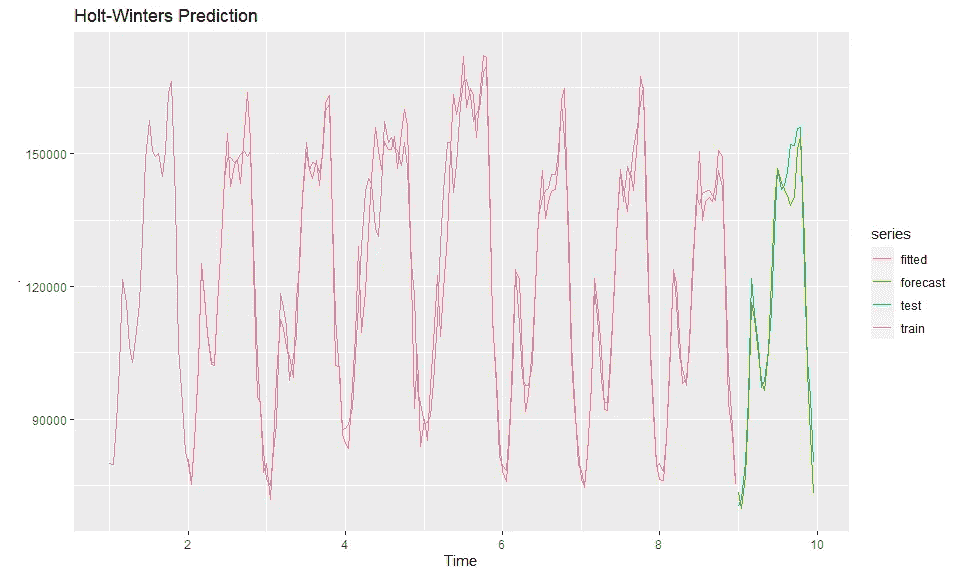 Holt-Winters Prediction
150000
120000
90000
.
2
4
6
8
10
Time
series
fitted
forecast
test
train